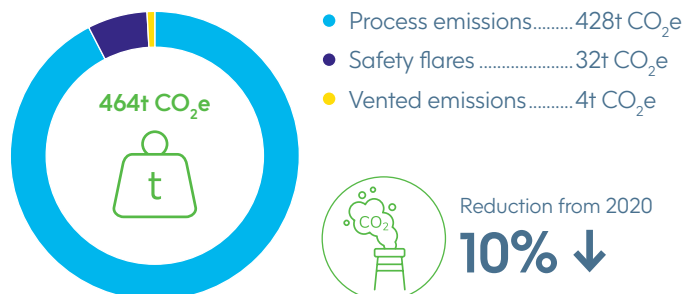 464t CO₂e
t
Process emissions.........428t CO₂e
Safety flares ....................32t CO₂e
Vented emissions..........4t CO₂e
CO₂
Reduction from 2020
10% ↓